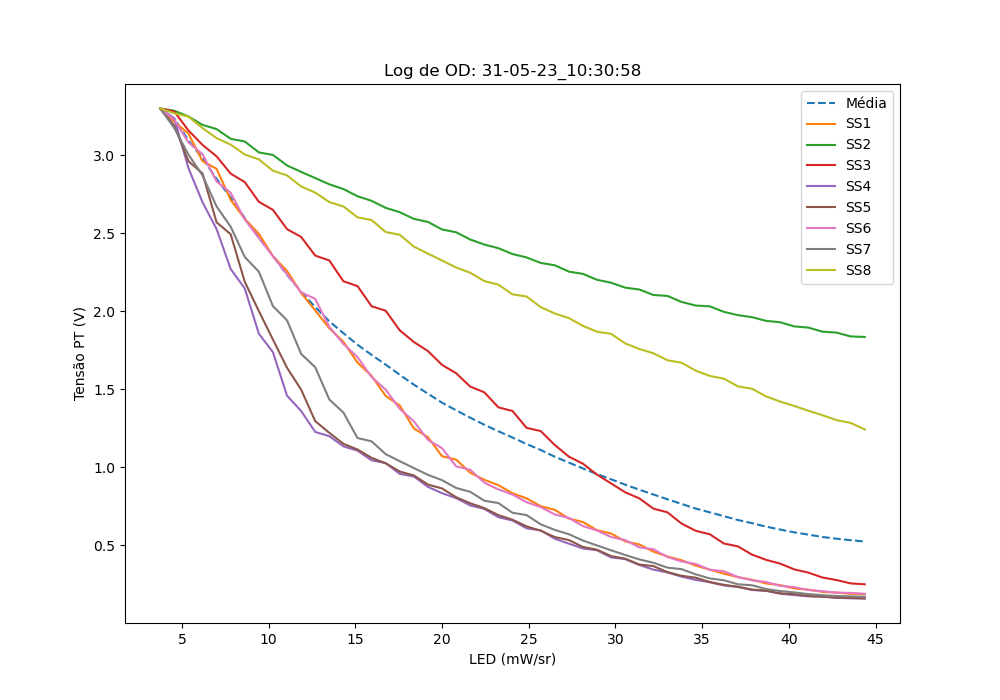 Log de OD: 31-05-23_10:30:58
Média
SS1
SS2
SS3
SS4
SS5
SS6
SS7
SS8
Tensão PT (V)
3.0
2.5
2.0
1.5
1.0
0.5
5 10 15 20 25 30 35 40 45
LED (mW/sr)